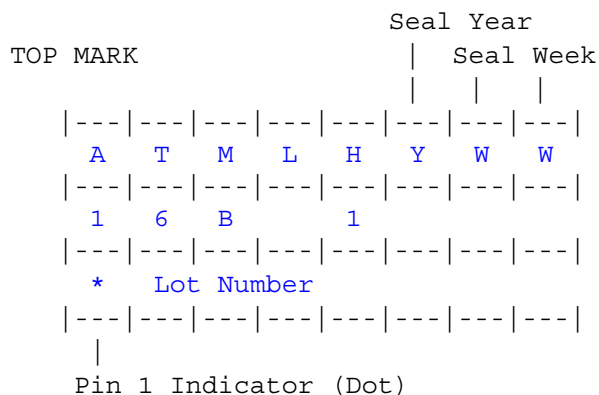 Seal Year
TOP MARK | Seal Week
| | |
|---|---|---|---|---|---|---|---|
A T M L H Y W W
|---|---|---|---|---|---|---|---|
1 6 B 1
|---|---|---|---|---|---|---|---|
* Lot Number
|---|---|---|---|---|---|---|---|
|
Pin 1 Indicator (Dot)